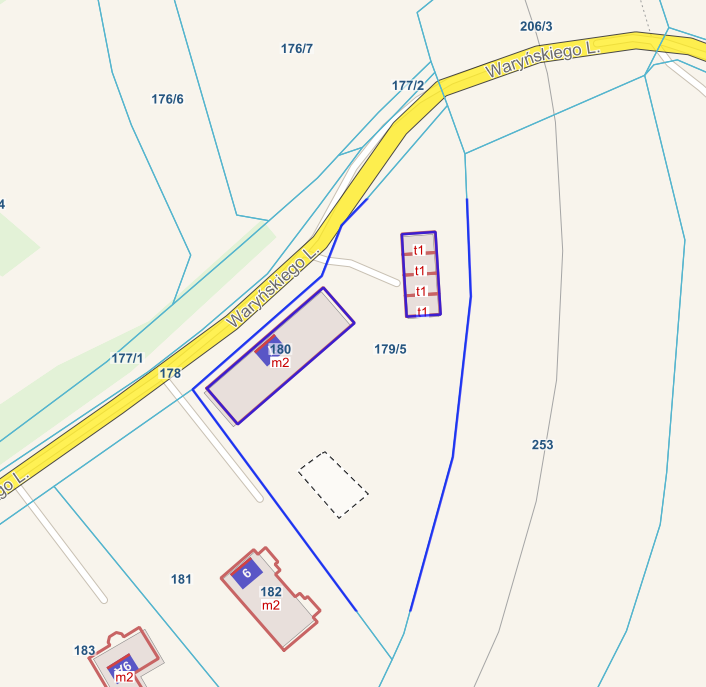 206/3
176/7
Waryńskiego L.
177/2
176/6
4
t1
t1
t1
t1
Waryńskiego L.
180
m2
179/5
177/1
178
253
go L.
6
181
182
m2
183
m2